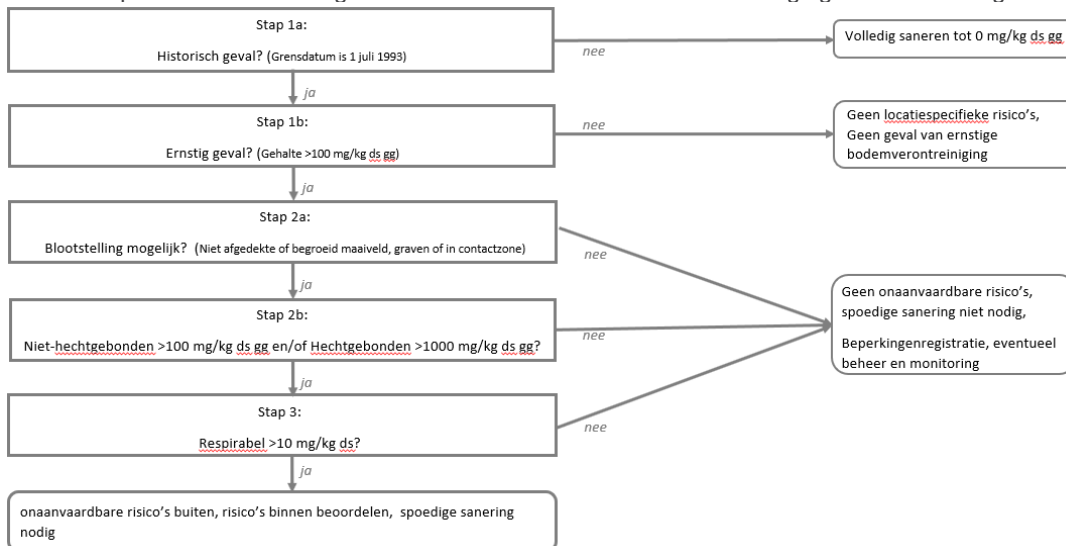 Stap 1a:
Historisch geval? (Grensdatum is 1 juli 1993)
nee
Volledig saneren tot 0 mg/kg ds gg
ja
Stap 1b:
Ernstig geval? (Gehalte >100 mg/kg ds gg)
nee
Geen locatiespecifieke risico's,
Geen geval van ernstige
bodemverontreiniging
ja
Stap 2a:
Blootstelling mogelijk? (Niet afgedekte of begroeid maaiveld, graven of in contactzone)
nee
ja
Stap 2b:
Niet-hechtgebonden >100 mg/kg ds gg en/of Hechtgebonden >1000 mg/kg ds gg?
nee
Geen onaanvaardbare risico's,
spoedige sanering niet nodig,
Beperkingenregistratie, eventueel
beheer en monitoring
ja
Stap 3:
Respirabel >10 mg/kg ds?
nee
ja
onaanvaardbare risico's buiten, risico's binnen beoordelen, spoedige sanering
nodig